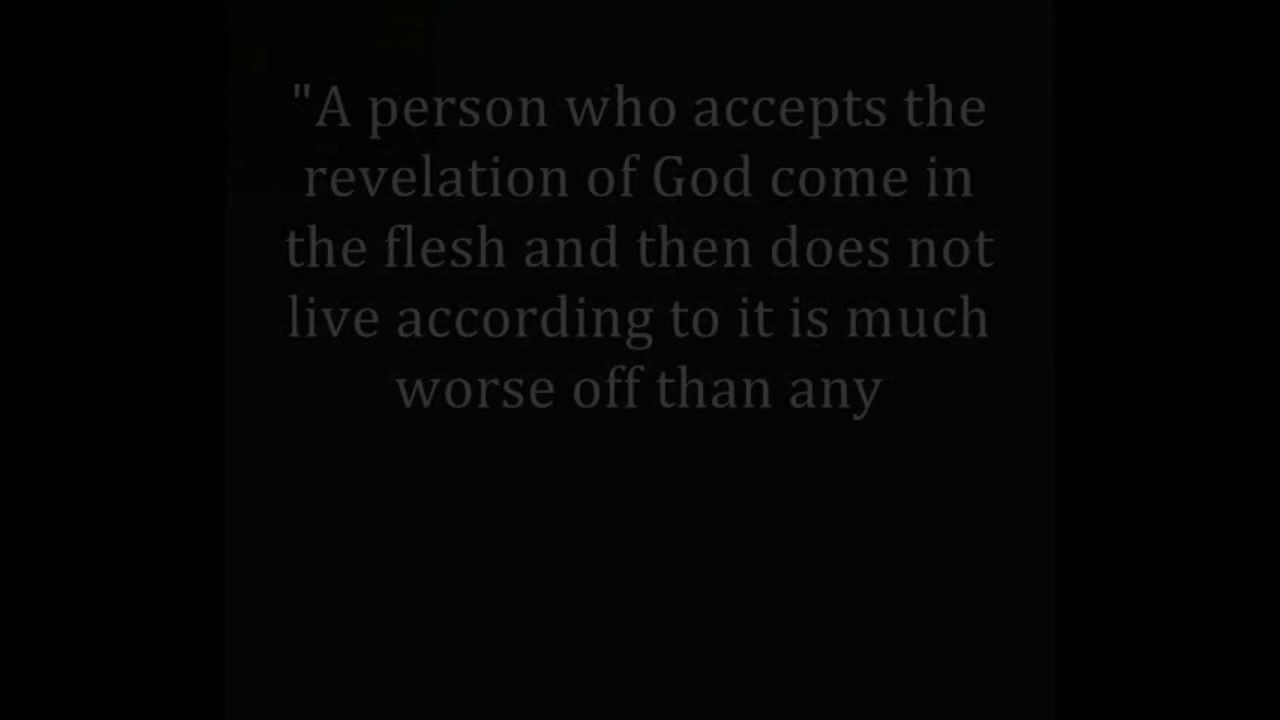 "A person who accepts the
revelation of God come in
the flesh and then does not
live according to it is much
worse off than any